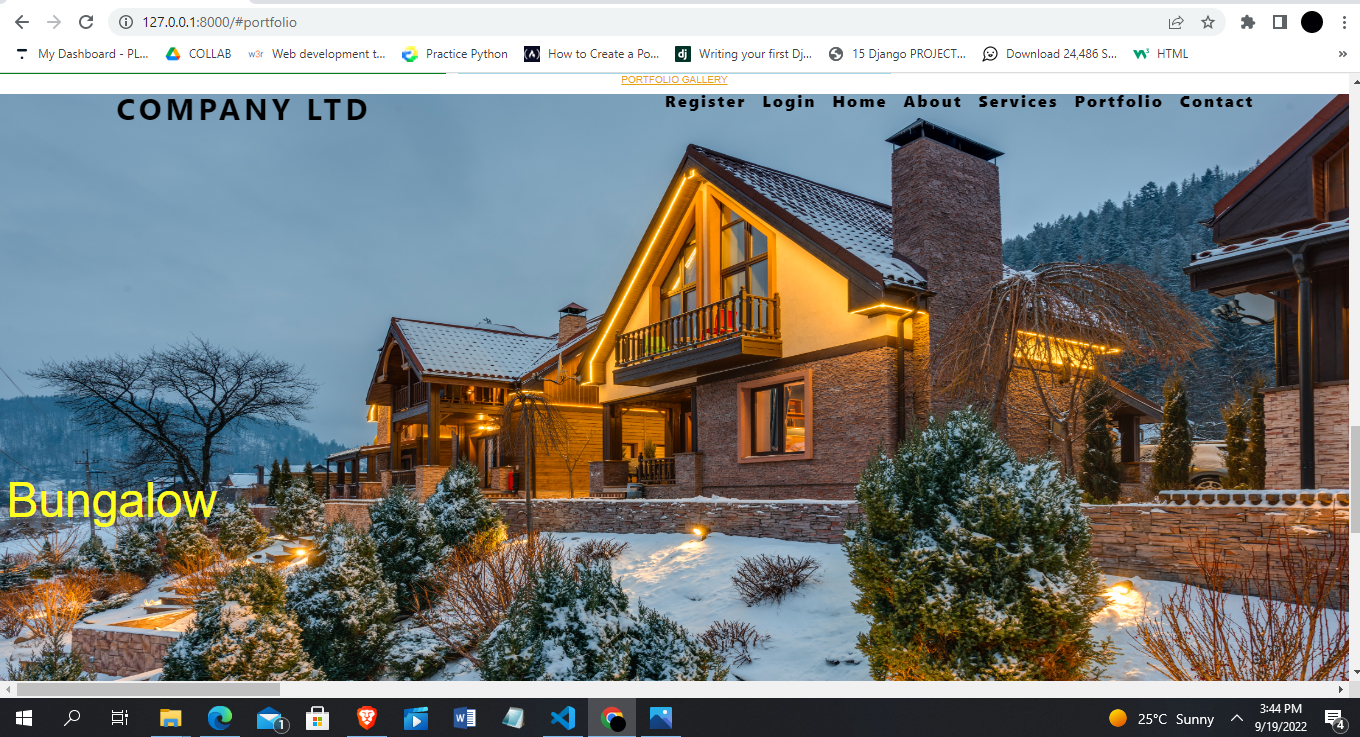 127.0.0.1:8000/#portfolio
My Dashboard - PL... COLLAB w3r Web development t... Practice Python How to Create a Po... dj Writing your first Dj... 15 Django PROJECT... Download 24,486 S... HTML »
PORTFOLIO GALLERY
COMPANY LTD Register Login Home About Services Portfolio Contact
Bungalow
1 25°C Sunny 3:44 PM
9/19/2022 4